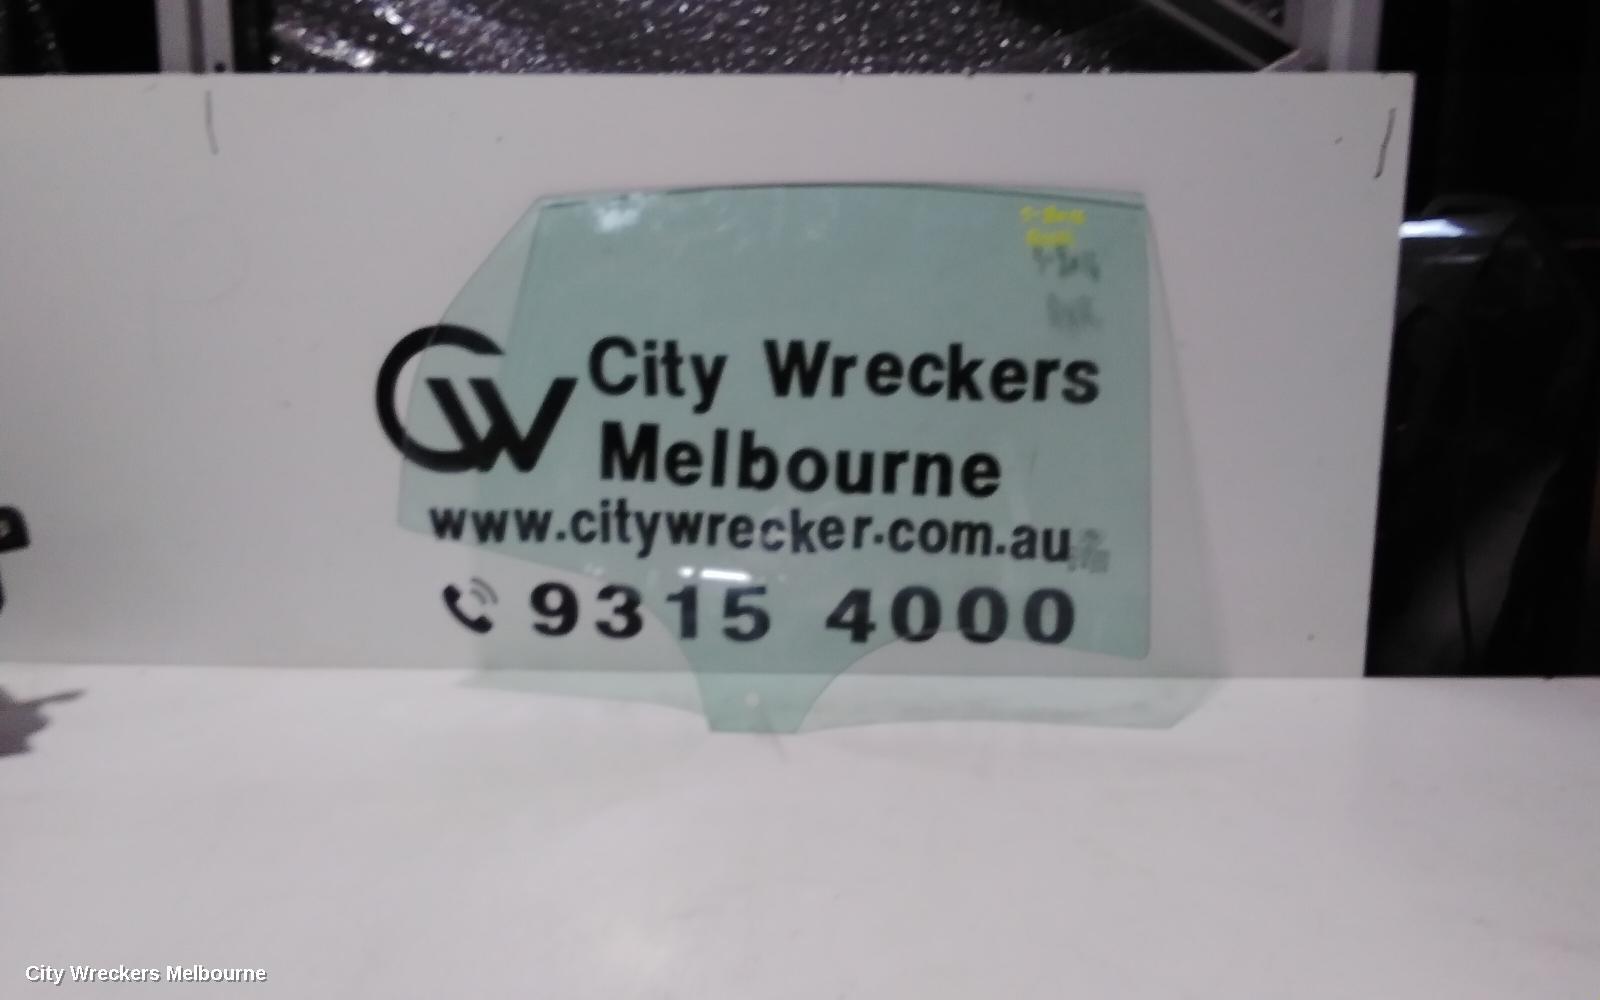 CW
City Wreckers
Melbourne
www.citywrecker.com.au
9315 4000
City Wreckers Melbourne